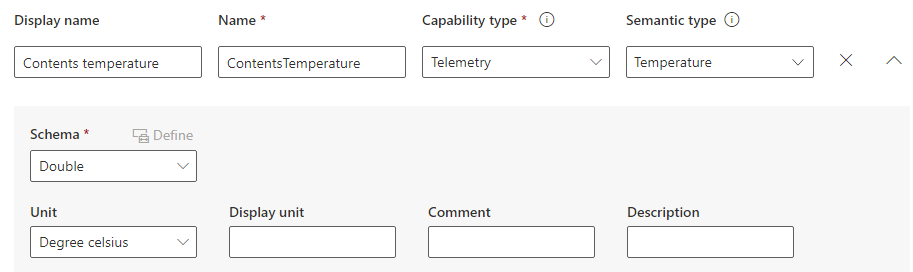 Display name Name * Capability type * Semantic type
Contents temperature ContentsTemperature Telemetry Temperature
Schema * Define
Double
Unit Display unit Comment Description
Degree celsius